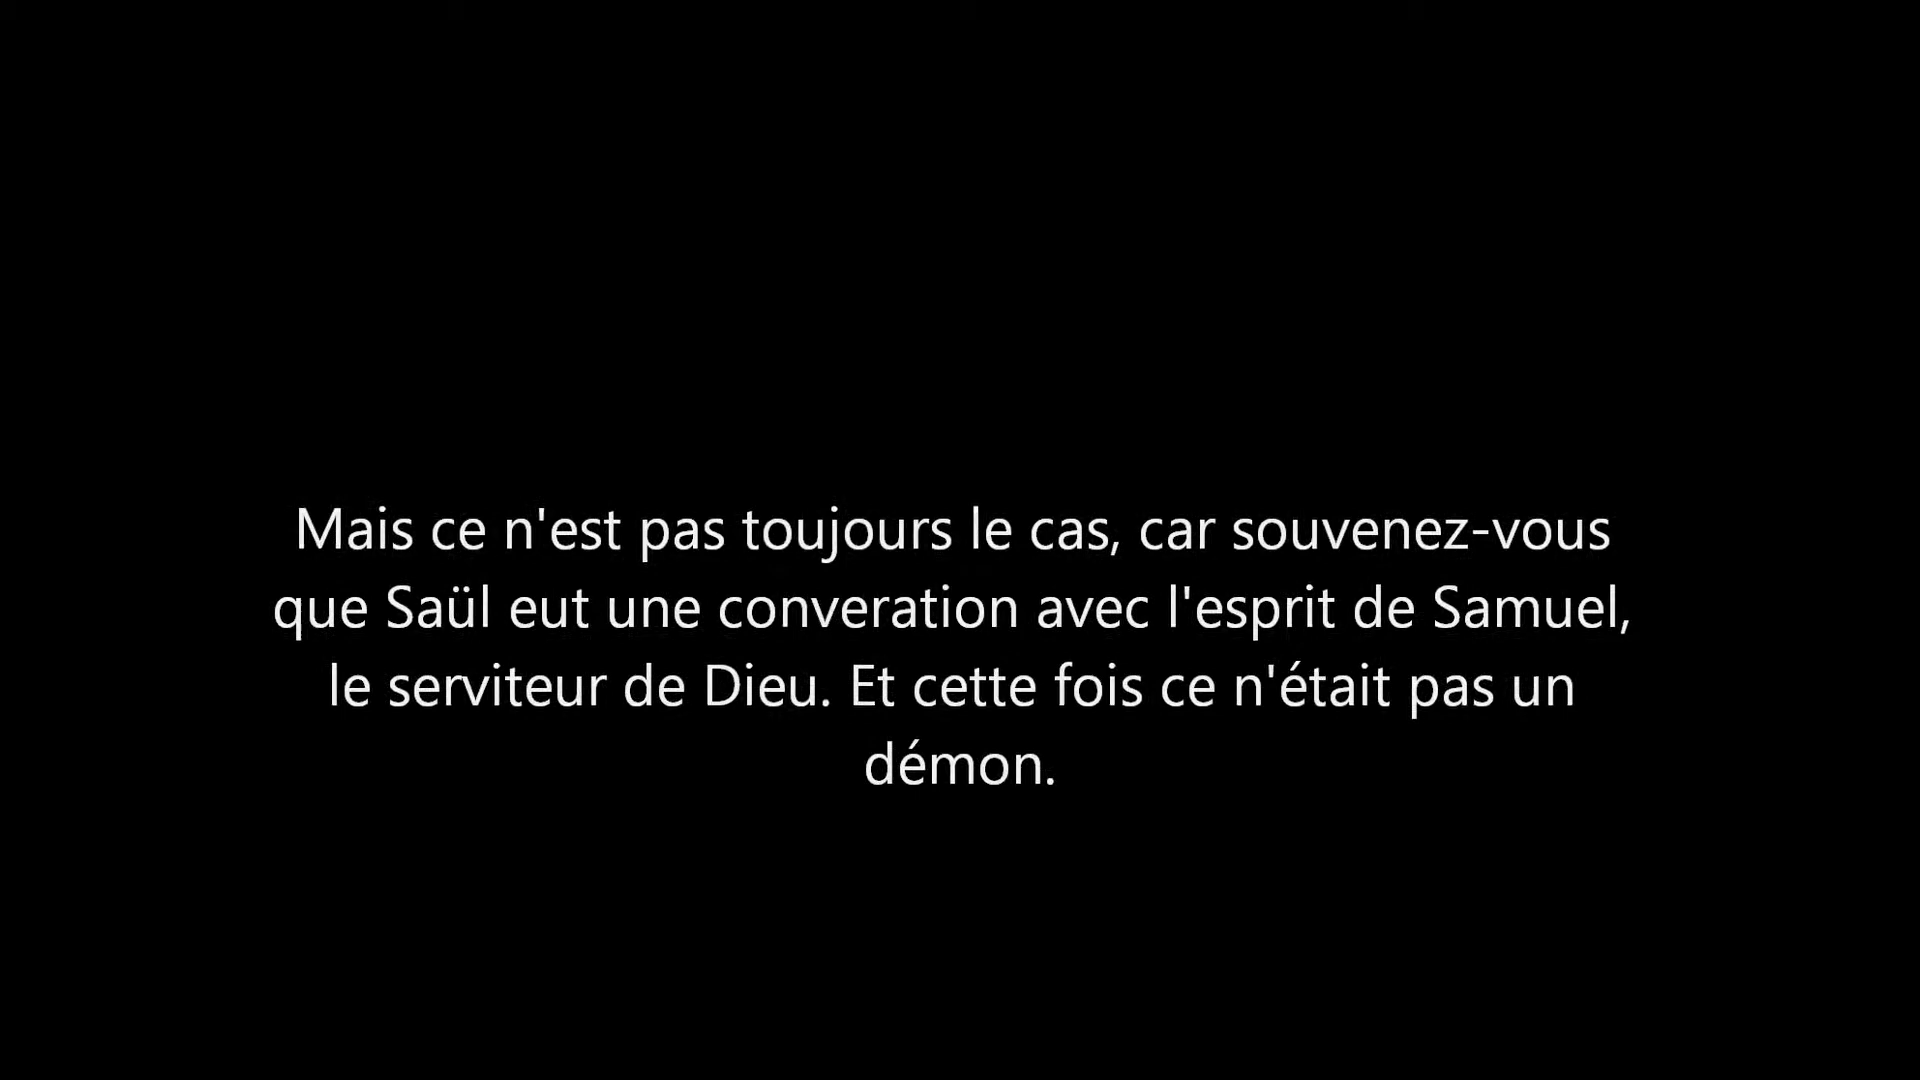 Mais ce n'est pas toujours le cas, car souvenez-vous
que Saül eut une converation avec l'esprit de Samuel,
le serviteur de Dieu. Et cette fois ce n'était pas un
démon.